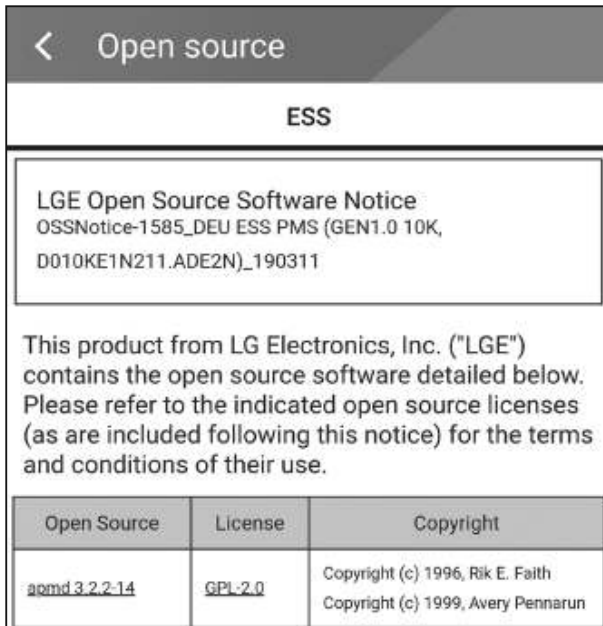 Open source
ESS
LGE Open Source Software Notice
OSSNotice-1585_DEU ESS PMS (GEN1.0 10K,
D010KE1N211.ADE2N)_190311
This product from LG Electronics, Inc. ("LGE")
contains the open source software detailed below.
Please refer to the indicated open source licenses
(as are included following this notice) for the terms
and conditions of their use.
Open Source License Copyright
apmd 3.2.2-14 GPL-2.0 Copyright (c) 1996, Rik E. Faith
Copyright (c) 1999, Avery Pennarun